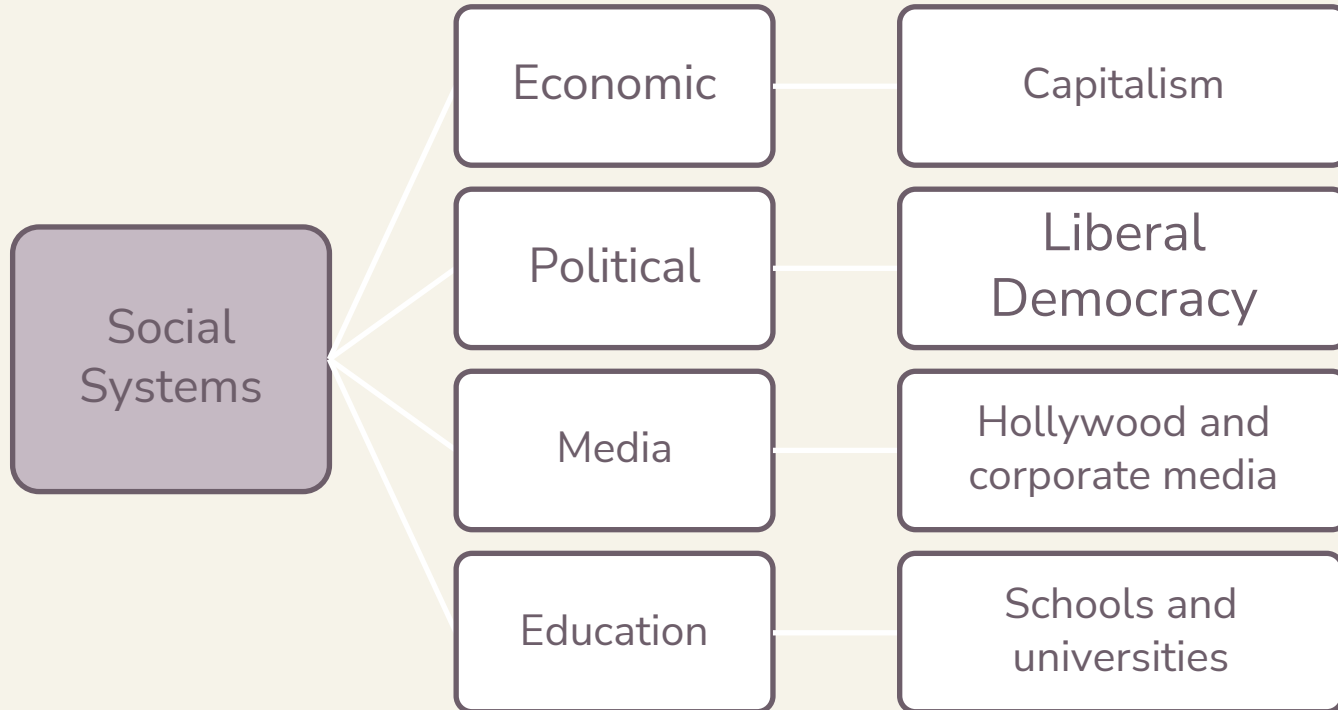 Social
Systems
Economic
Capitalism
Political
Liberal
Democracy
Media
Hollywood and
corporate media
Education
Schools and
universities